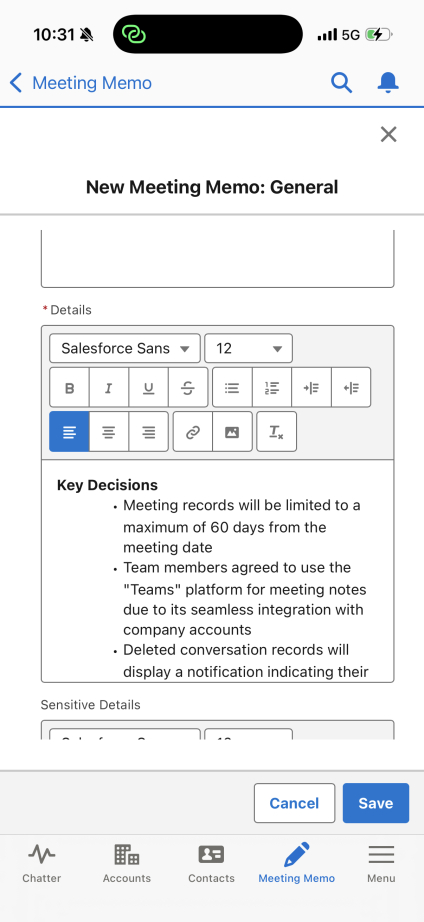 10:31
5G
Meeting Memo
New Meeting Memo: General
* Details
Salesforce Sans
12
B I U S
Key Decisions
• Meeting records will be limited to a
maximum of 60 days from the
meeting date
• Team members agreed to use the
"Teams" platform for meeting notes
due to its seamless integration with
company accounts
• Deleted conversation records will
display a notification indicating their
Sensitive Details
Cancel
Save
Chatter
Accounts
Contacts
Meeting Memo
Menu